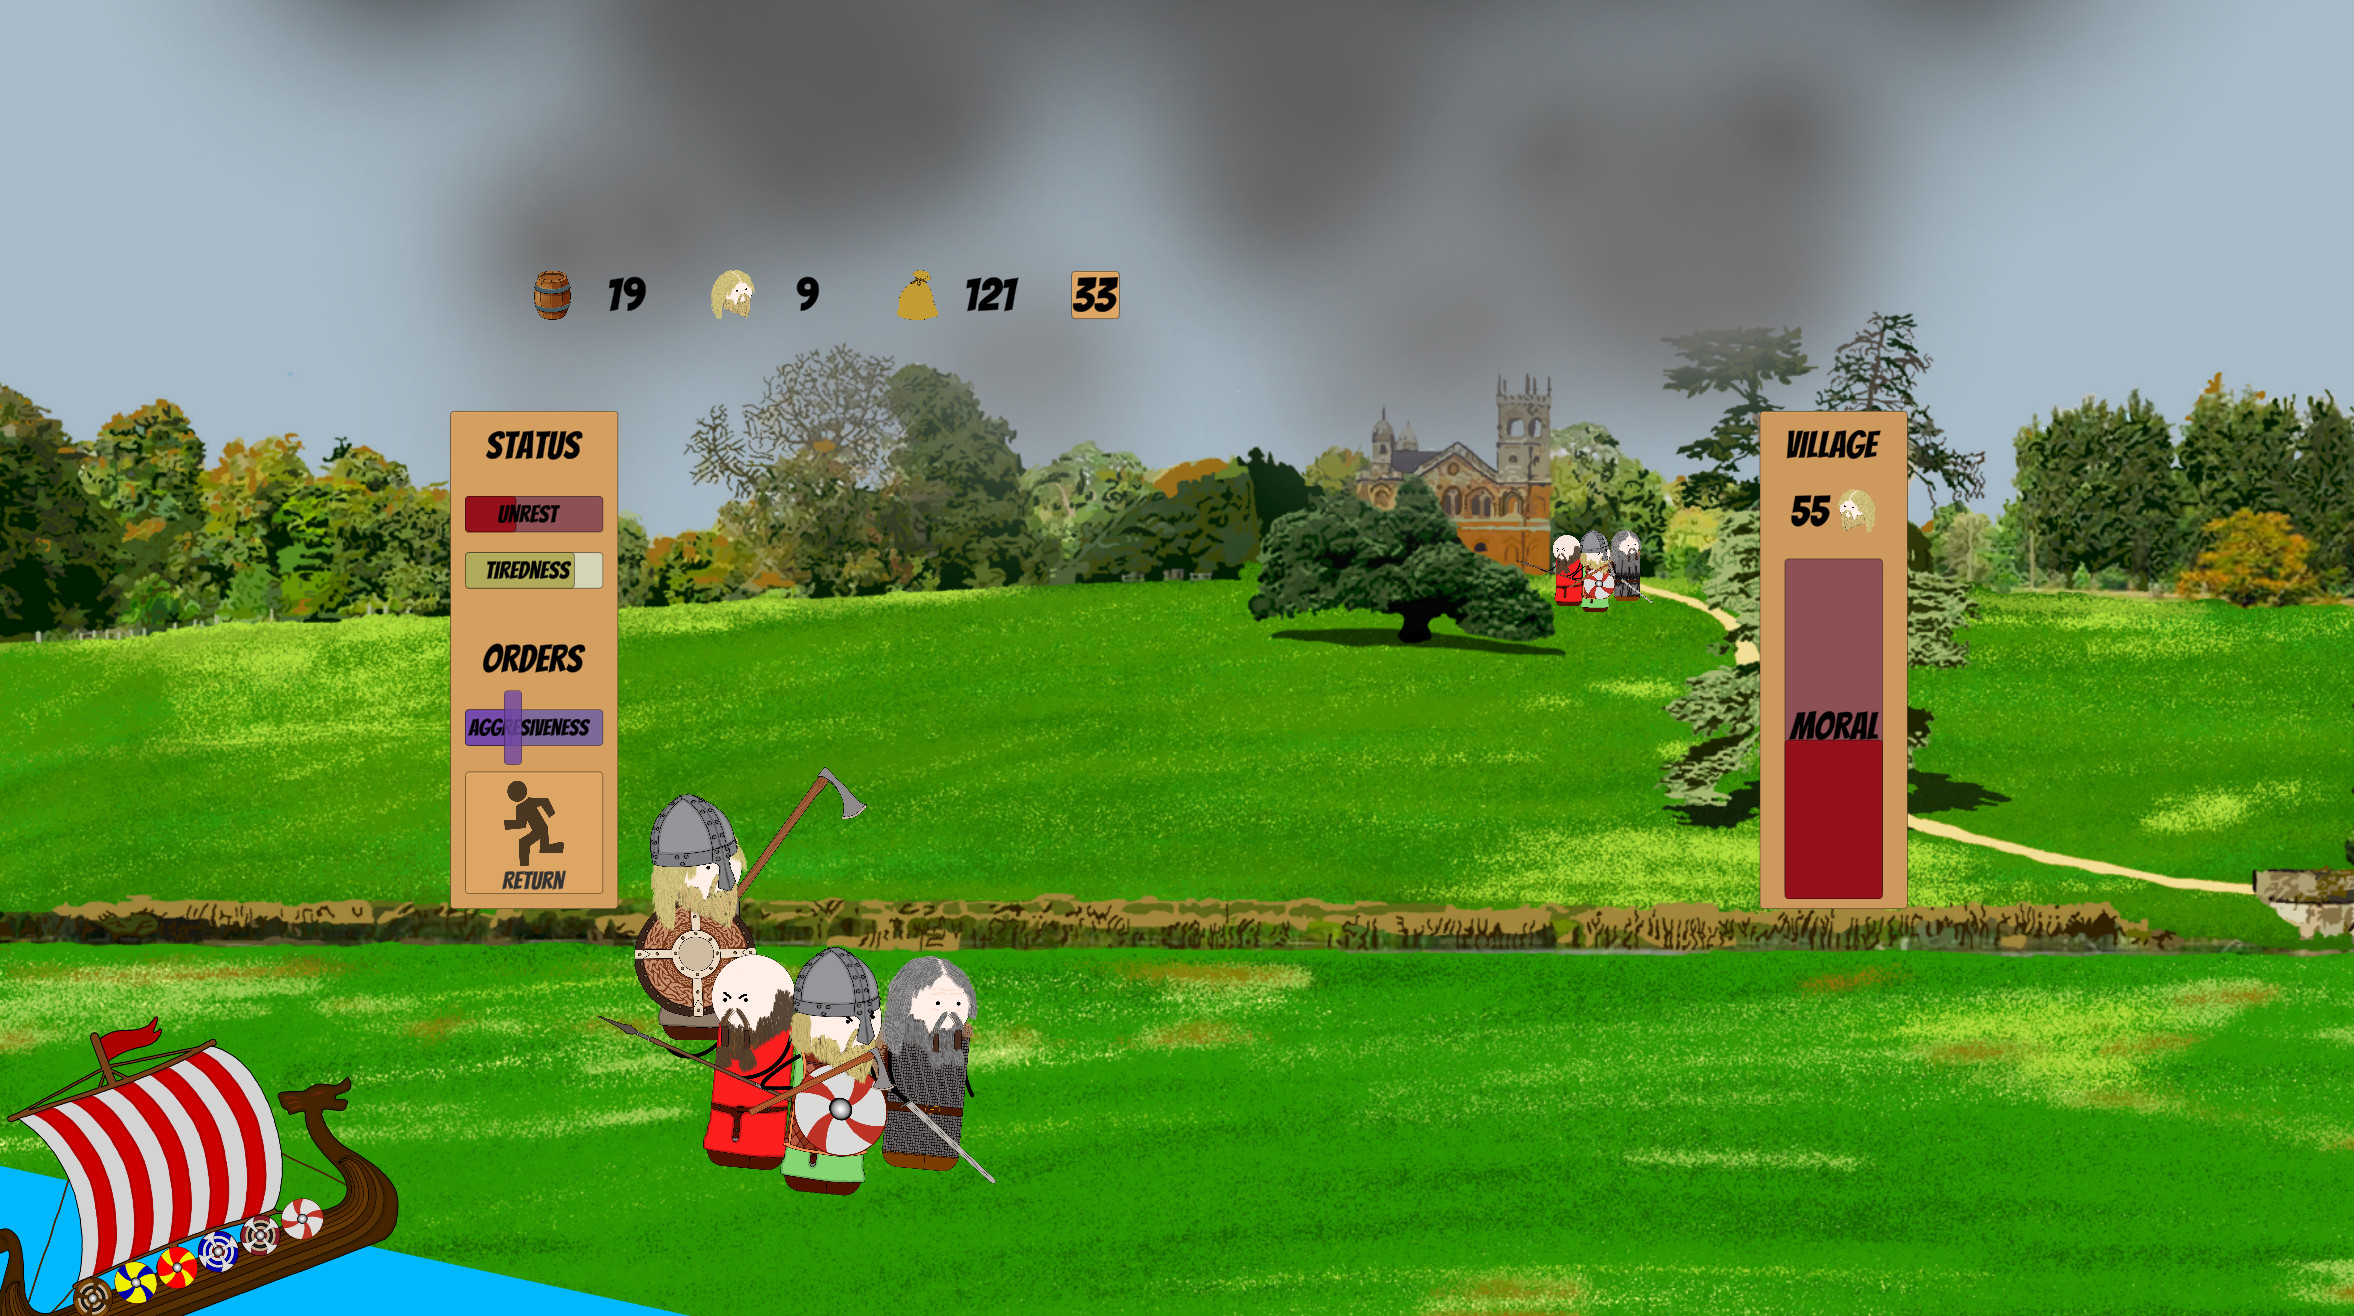 19 9 121 33
STATUS
UNREST
TIREDNESS
ORDERS
AGGRESIVENESS
RETURN
VILLAGE
55
MORAL